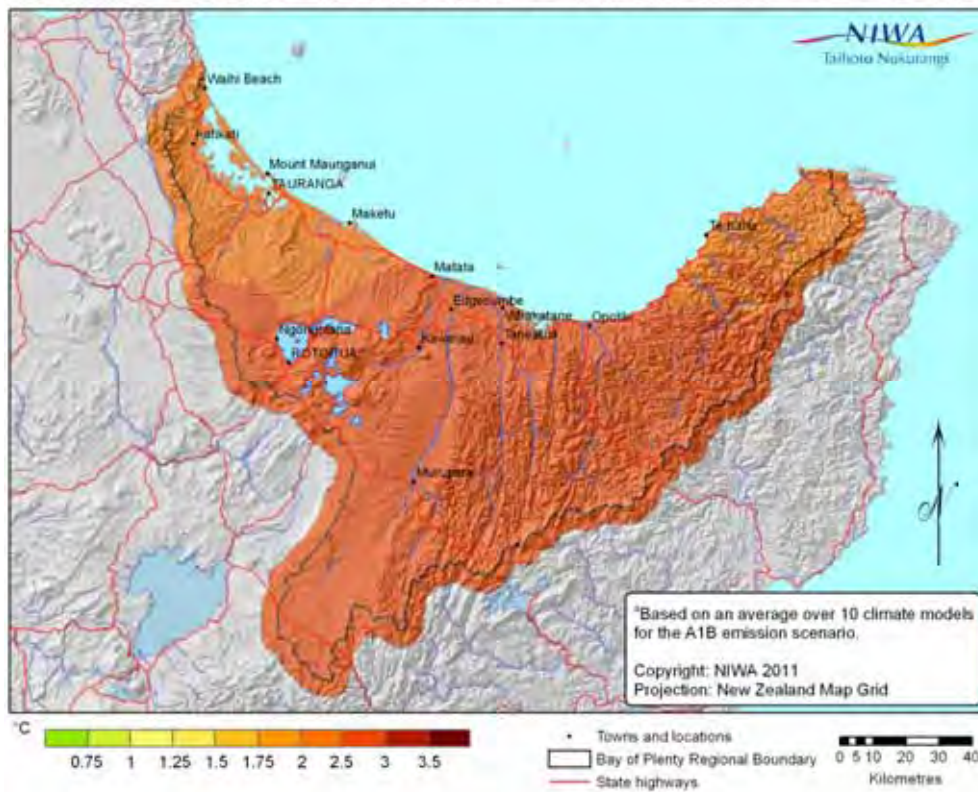 NIWA
Taihoro Nukurangi
Waihi Beach
Katikati
Mount Maunganui
TAURANGA
Maketu
Te Kaha
Matata
Edgecumbe
Whakatane
Opotiki
Taneatua
Ngongotaha
Kawerau
ROTORUA
Murupara
N
*Based on an average over 10 climate models
for the A1B emission scenario.
Copyright: NIWA 2011
Projection: New Zealand Map Grid
°C
0.75 1 1.25 1.5 1.75 2 2.5 3 3.5
Towns and locations
Bay of Plenty Regional Boundary
State highways
0 5 10 20 30 40
Kilometres